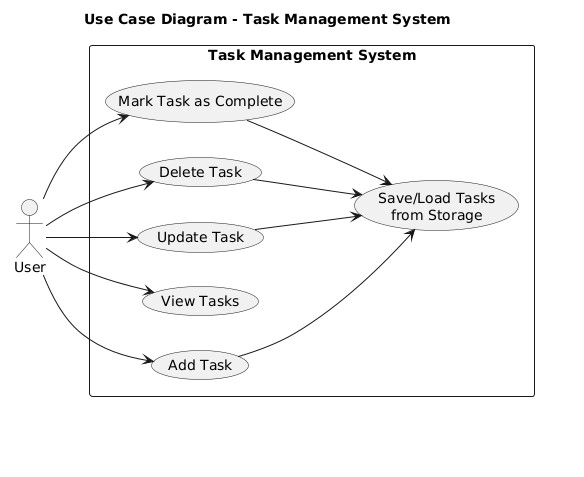 Use Case Diagram - Task Management System
Task Management System
Mark Task as Complete
Delete Task
Save/Load Tasks
from Storage
Update Task
User
View Tasks
Add Task